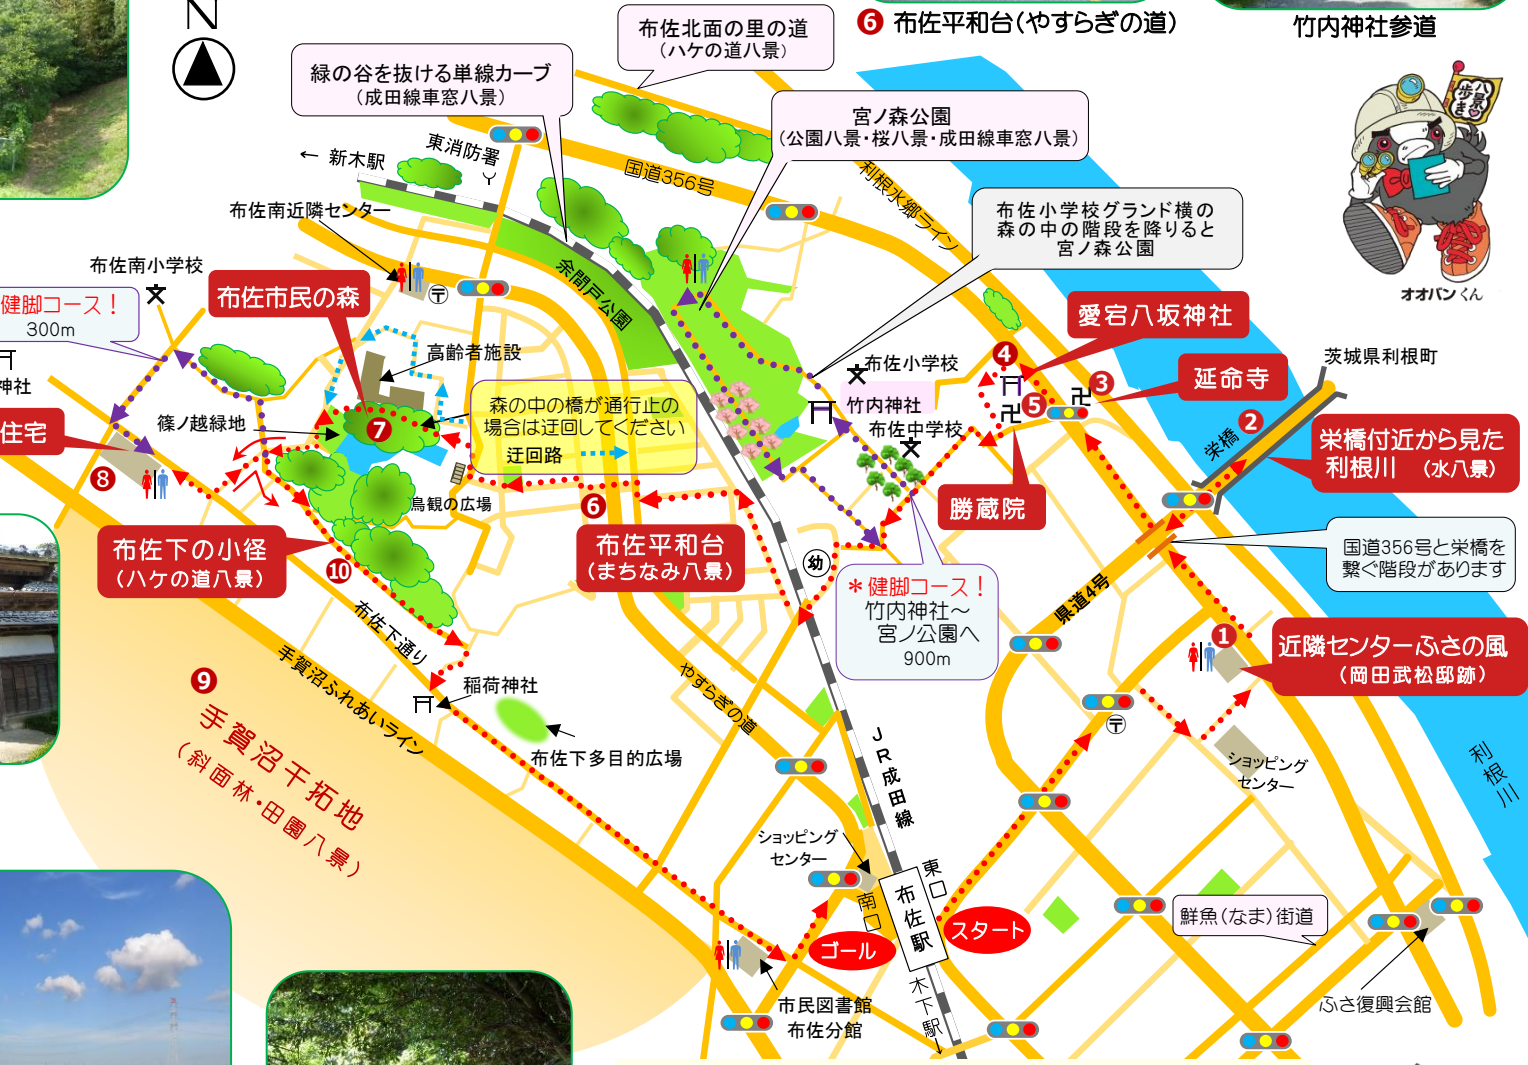 N
❻ 布佐平和台(やすらぎの道)
竹内神社参道
布佐北面の里の道
(ハケの道八景)
緑の谷を抜ける単線カーブ
(成田線車窓八景)
宮ノ森公園
(公園八景・桜八景・成田線車窓八景)
八景♡歩き
オオバンくん
← 新木駅
東消防署
国道356号
利根水郷ライン
布佐小学校グランド横の
森の中の階段を降りると
宮ノ森公園
布佐南近隣センター
布佐南小学校
健脚コース!
300m
神社
住宅
❽
布佐市民の森
余間戸公園
高齢者施設
篠ノ越緑地
❼
森の中の橋が通行止の
場合は迂回してください
迂回路
鳥観の広場
布佐小学校
竹内神社
布佐中学校
愛宕八坂神社
❹
❺
❸
延命寺
勝蔵院
茨城県利根町
栄橋
❷
栄橋付近から見た
利根川 (水八景)
国道356号と栄橋を
繋ぐ階段があります
布佐下の小径
(ハケの道八景)
❿
❻
布佐平和台
(まちなみ八景)
幼
*健脚コース!
竹内神社~
宮ノ公園へ
900m
県道4号
❶
近隣センターふさの風
(岡田武松邸跡)
布佐下通り
手賀沼ふれあいライン
稲荷神社
布佐下多目的広場
やすらぎの道
❾
手賀沼干拓地
(斜面林・田園八景)
JR成田線
〒
〒
ショッピング
センター
利根川
ショッピング
センター
東口
南口
布佐駅
スタート
ゴール
木下駅
市民図書館
布佐分館
鮮魚(なま)街道
ふさ復興会館